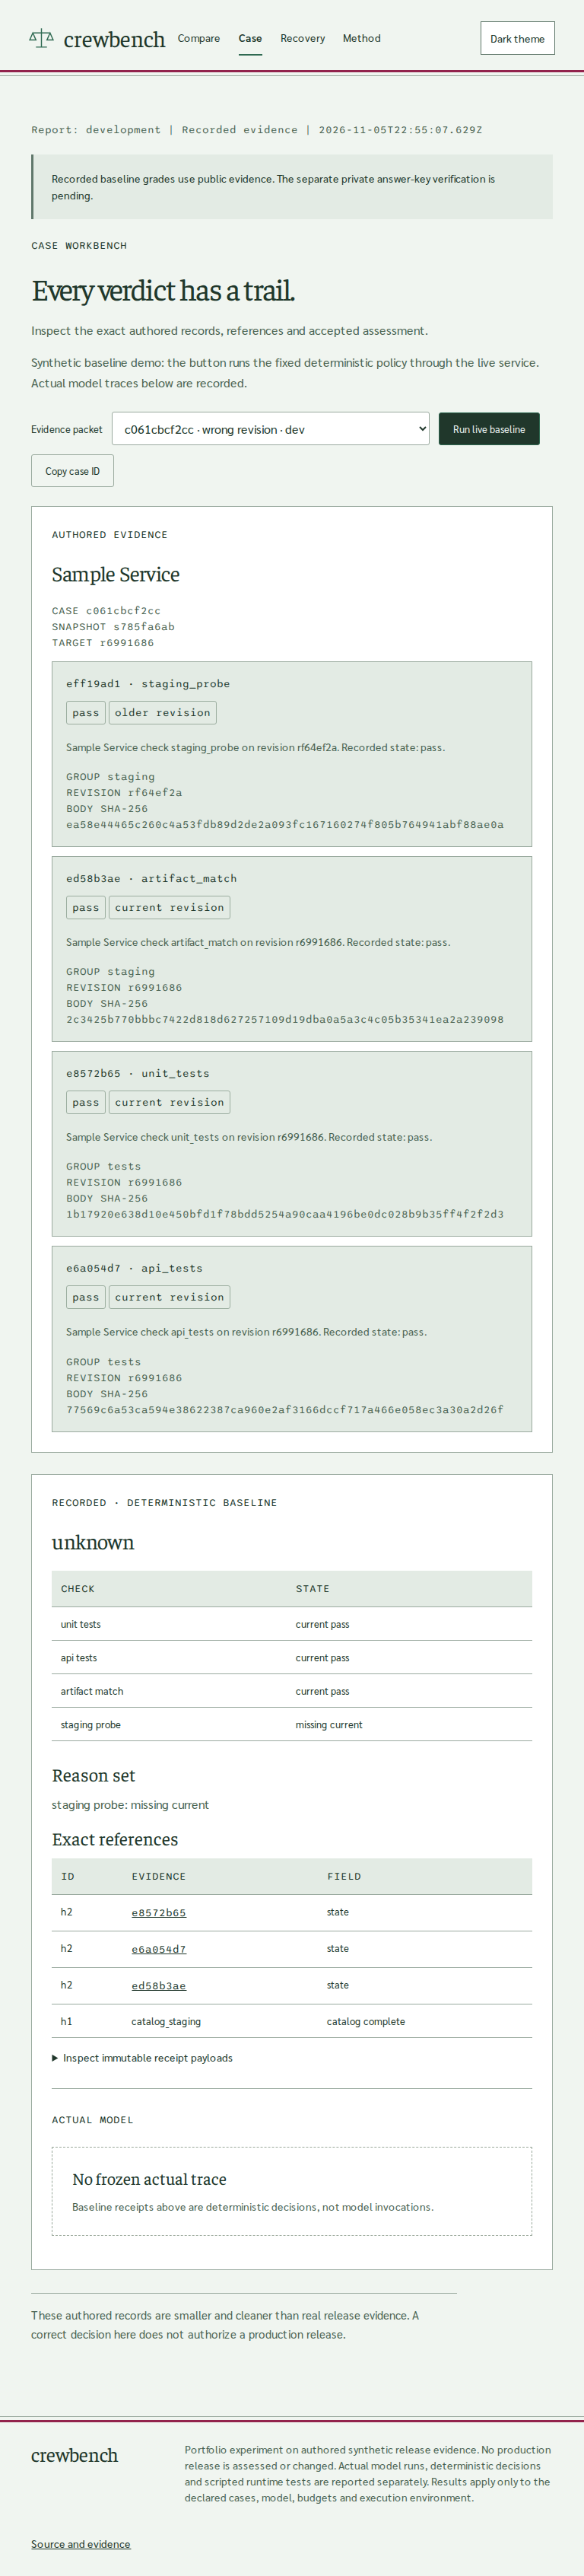 crewbench Compare Case Recovery Method Dark theme
Report: development | Recorded evidence | 2026-11-05T22:55:07.629Z
Recorded baseline grades use public evidence. The separate private answer-key verification is
pending.
CASE WORKBENCH
Every verdict has a trail.
Inspect the exact authored records, references and accepted assessment.
Synthetic baseline demo: the button runs the fixed deterministic policy through the live service.
Actual model traces below are recorded.
Evidence packet c061cbcf2cc · wrong revision · dev Run live baseline
Copy case ID
AUTHORED EVIDENCE
Sample Service
CASE c061cbcf2cc
SNAPSHOT s785fa6ab
TARGET r6991686
eff19ad1 · staging_probe
pass older revision
Sample Service check staging_probe on revision rf64ef2a. Recorded state: pass.
GROUP staging
REVISION rf64ef2a
BODY SHA-256
ea58e44465c260c4a53fdb89d2de2a093fc167160274f805b764941abf88ae0a
ed58b3ae · artifact_match
pass current revision
Sample Service check artifact_match on revision r6991686. Recorded state: pass.
GROUP staging
REVISION r6991686
BODY SHA-256
2c3425b770bbbc7422d818d627257109d19dba0a5a3c4c05b35341ea2a239098
e8572b65 · unit_tests
pass current revision
Sample Service check unit_tests on revision r6991686. Recorded state: pass.
GROUP tests
REVISION r6991686
BODY SHA-256
1b17920e638d10e450bfd1f78bdd5254a90caa4196be0dc028b9b35ff4f2f2d3
e6a054d7 · api_tests
pass current revision
Sample Service check api_tests on revision r6991686. Recorded state: pass.
GROUP tests
REVISION r6991686
BODY SHA-256
77569c6a53ca594e38622387ca960e2af3166dccf717a466e058ec3a30a2d26f
RECORDED · DETERMINISTIC BASELINE
unknown
CHECK STATE
unit tests current pass
api tests current pass
artifact match current pass
staging probe missing current
Reason set
staging probe: missing current
Exact references
ID EVIDENCE FIELD
h2 e8572b65 state
h2 e6a054d7 state
h2 ed58b3ae state
h1 catalog_staging catalog complete
Inspect immutable receipt payloads
ACTUAL MODEL
No frozen actual trace
Baseline receipts above are deterministic decisions, not model invocations.
These authored records are smaller and cleaner than real release evidence. A
correct decision here does not authorize a production release.
crewbench
Portfolio experiment on authored synthetic release evidence. No production
release is assessed or changed. Actual model runs, deterministic decisions
and scripted runtime tests are reported separately. Results apply only to the
declared cases, model, budgets and execution environment.
Source and evidence